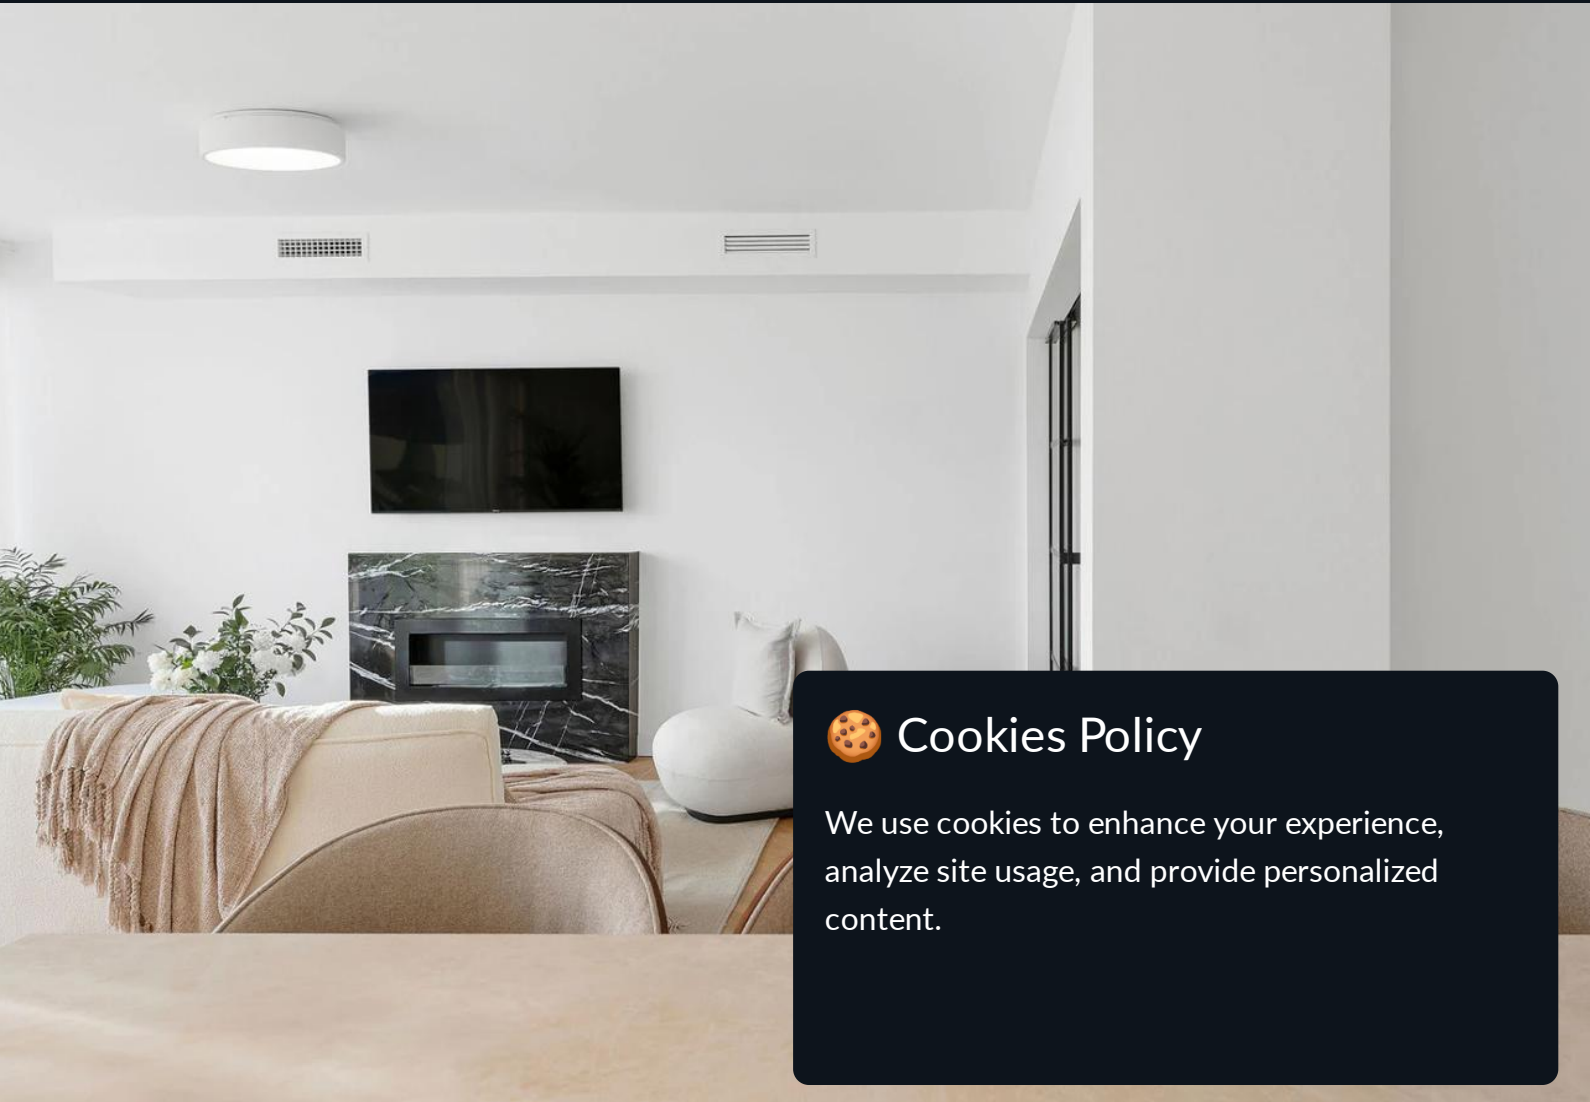 🍪 Cookies Policy
We use cookies to enhance your experience,
analyze site usage, and provide personalized
content.